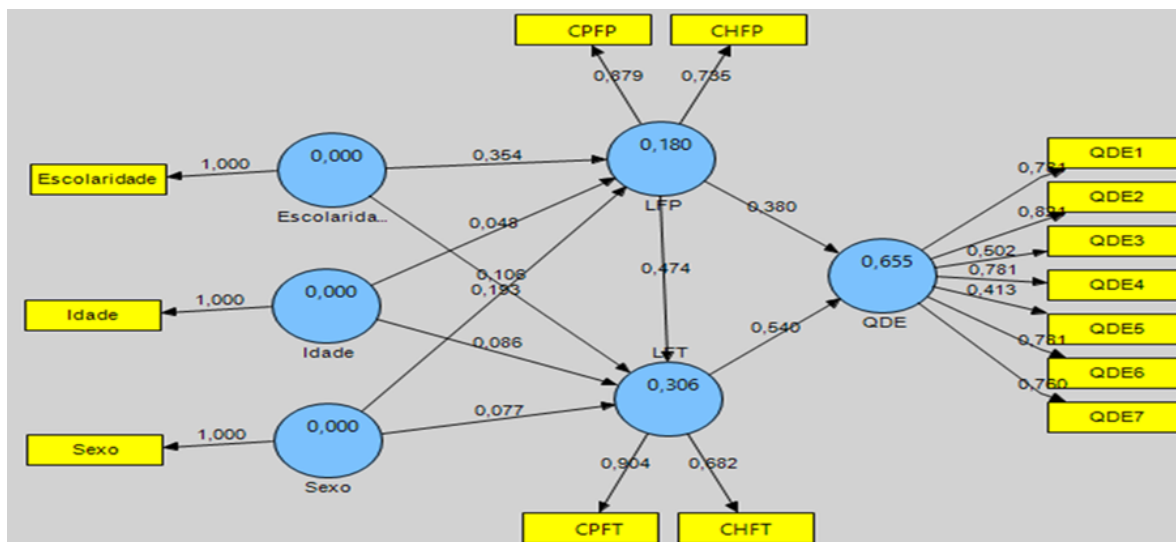 CPFP
CHFP
0,879
0,735
0,000
0,180
QDE1
1,000
0,354
Escolaridade
Escolarida...
LFP
QDE2
0,048
0,380
0,502
QDE3
0,106
0,474
0,655
0,781
QDE4
0,000
0,193
0,413
1,000
QDE5
Idade
Idade
0,086
LFT
0,540
QDE
QDE6
0,306
0,760
0,000
0,077
QDE7
1,000
Sexo
Sexo
0,904
0,682
CPFT
CHFT